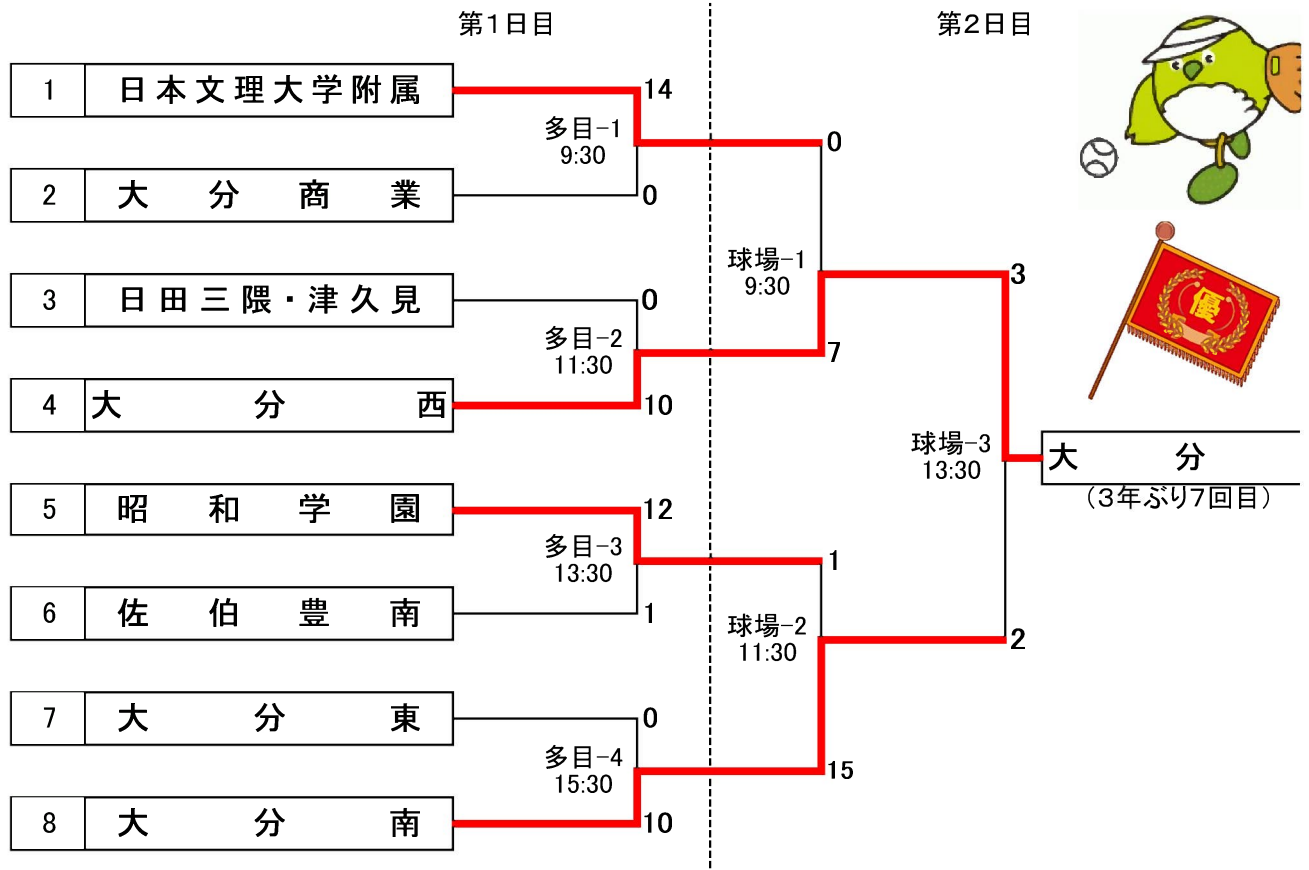 第1日目
第2日目
1 日本文理大学附属
14
多目-1
9:30
0
2 大分商業
0
3 日田三隈・津久見
0
球場-1
9:30
3
多目-2
11:30
7
4 大分西
10
球場-3
13:30
大分
(3年ぶり7回目)
5 昭和学園
12
多目-3
13:30
1
6 佐伯豊南
1
球場-2
11:30
2
7 大分東
0
多目-4
15:30
15
8 大分南
10
優